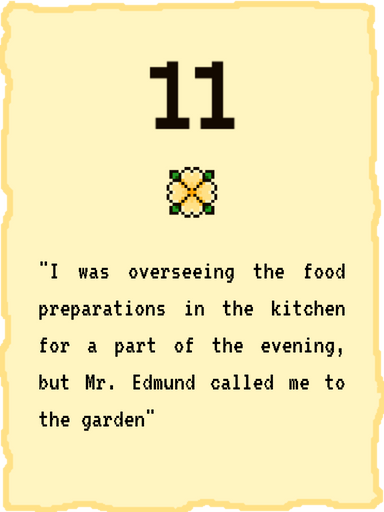 11
"I was overseeing the food
preparations in the kitchen
for a part of the evening,
but Mr. Edmund called me to
the garden"